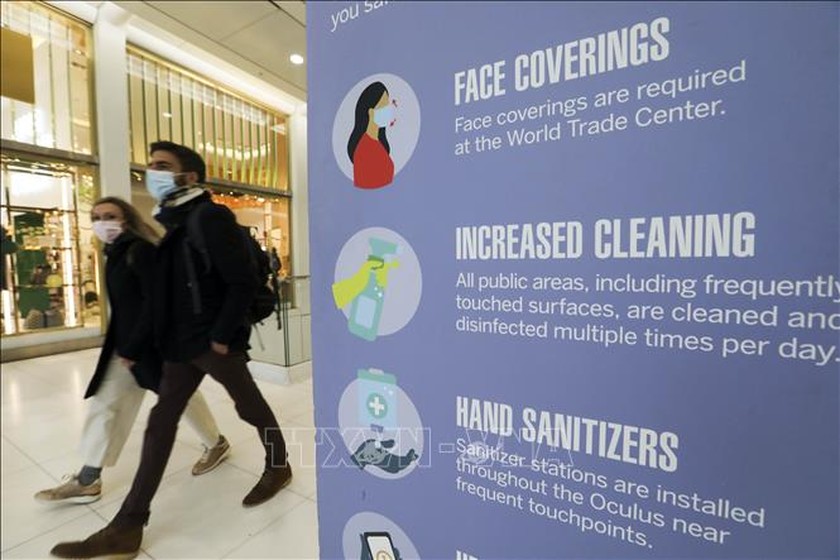 you sa
FACE COVERINGS
Face coverings are required
at the World Trade Center.
INCREASED CLEANING
All public areas, including frequently
touched surfaces, are cleaned and
disinfected multiple times per day.
HAND SANITIZERS
Sanitizer stations are installed
throughout the Oculus near
frequent touchpoints.
TTXVN - VNA